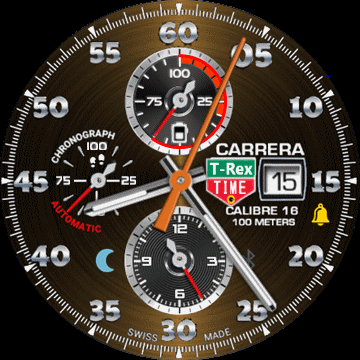 60
05
10
15
20
25
30
35
40
45
50
55
100
75
25
CHRONOGRAPH
100
75
25
AUTOMATIC
CARRERA
T-Rex
TIME
15
CALIBRE 16
100 METERS
12
3
6
9
SWISS MADE